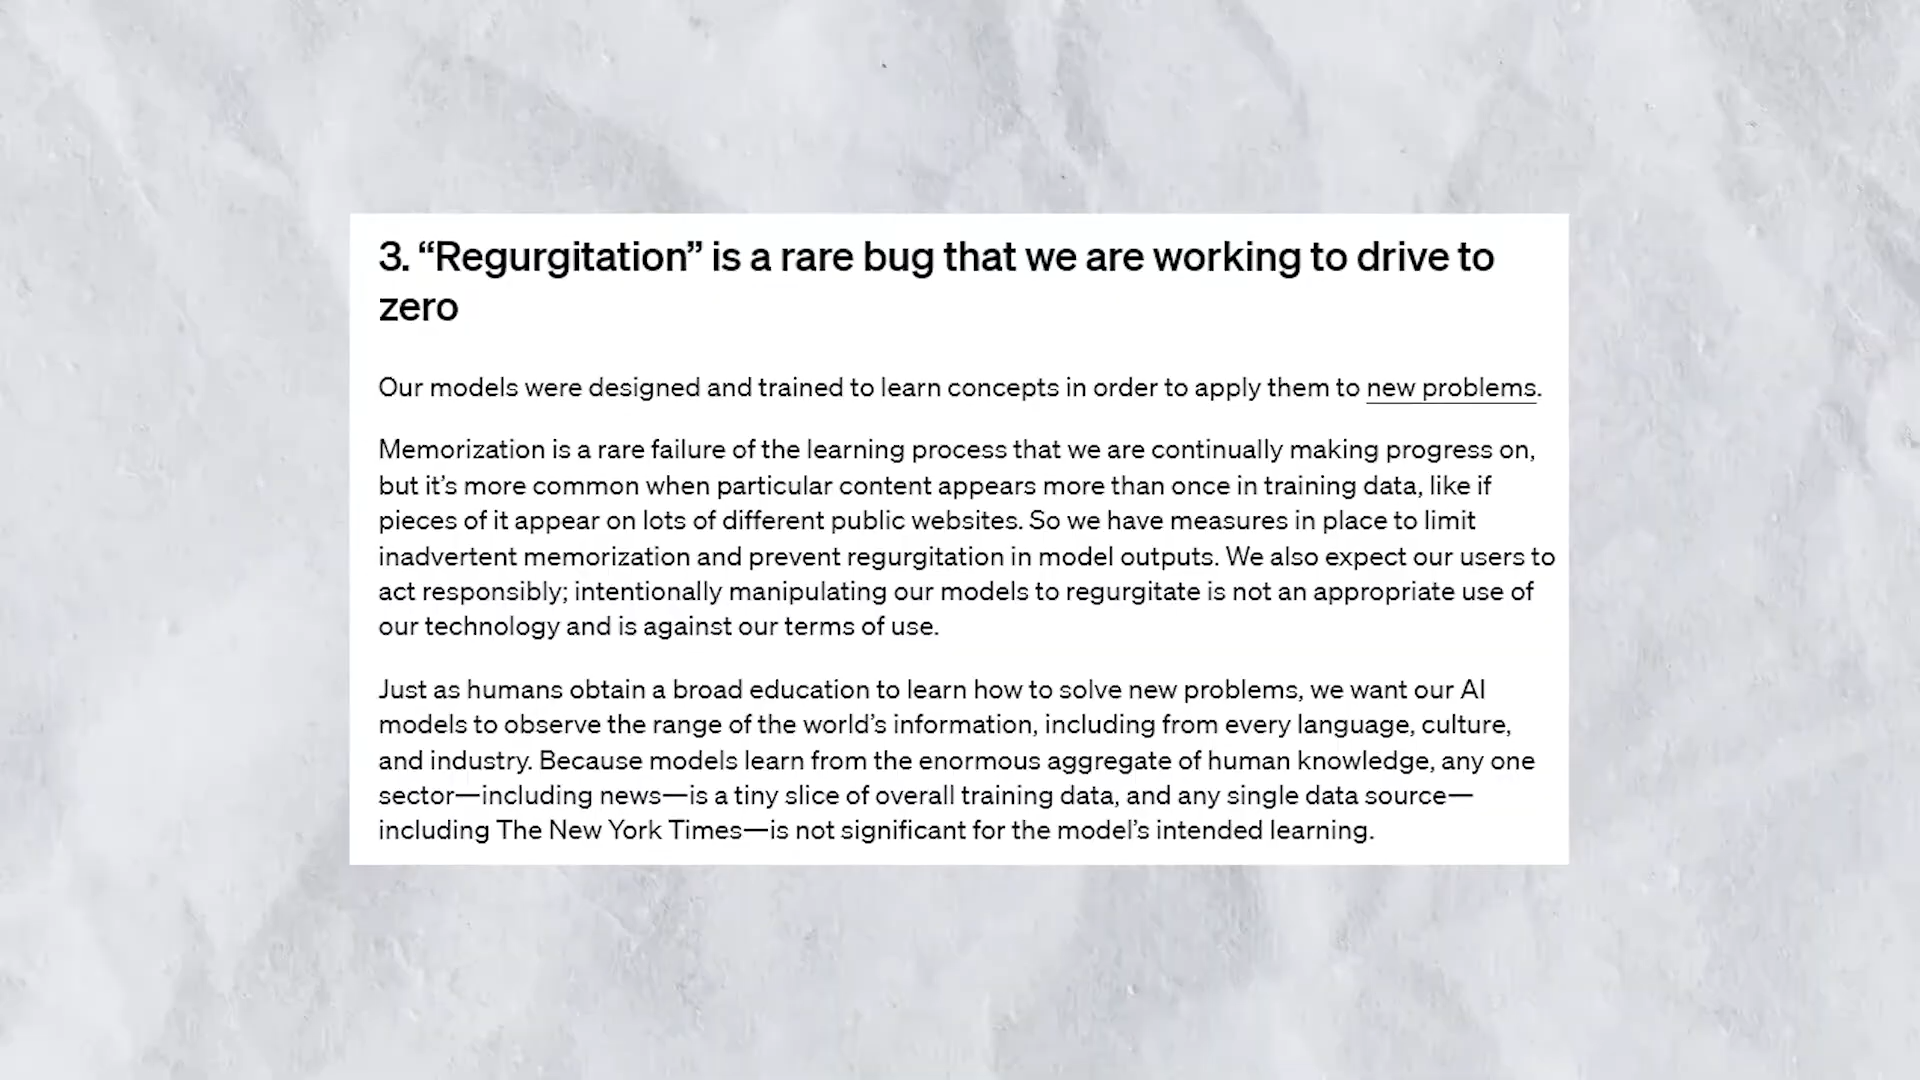 3. “Regurgitation” is a rare bug that we are working to drive to
zero
Our models were designed and trained to learn concepts in order to apply them to new problems.
Memorization is a rare failure of the learning process that we are continually making progress on,
but it’s more common when particular content appears more than once in training data, like if
pieces of it appear on lots of different public websites. So we have measures in place to limit
inadvertent memorization and prevent regurgitation in model outputs. We also expect our users to
act responsibly; intentionally manipulating our models to regurgitate is not an appropriate use of
our technology and is against our terms of use.
Just as humans obtain a broad education to learn how to solve new problems, we want our AI
models to observe the range of the world’s information, including from every language, culture,
and industry. Because models learn from the enormous aggregate of human knowledge, any one
sector—including news—is a tiny slice of overall training data, and any single data source—
including The New York Times—is not significant for the model’s intended learning.